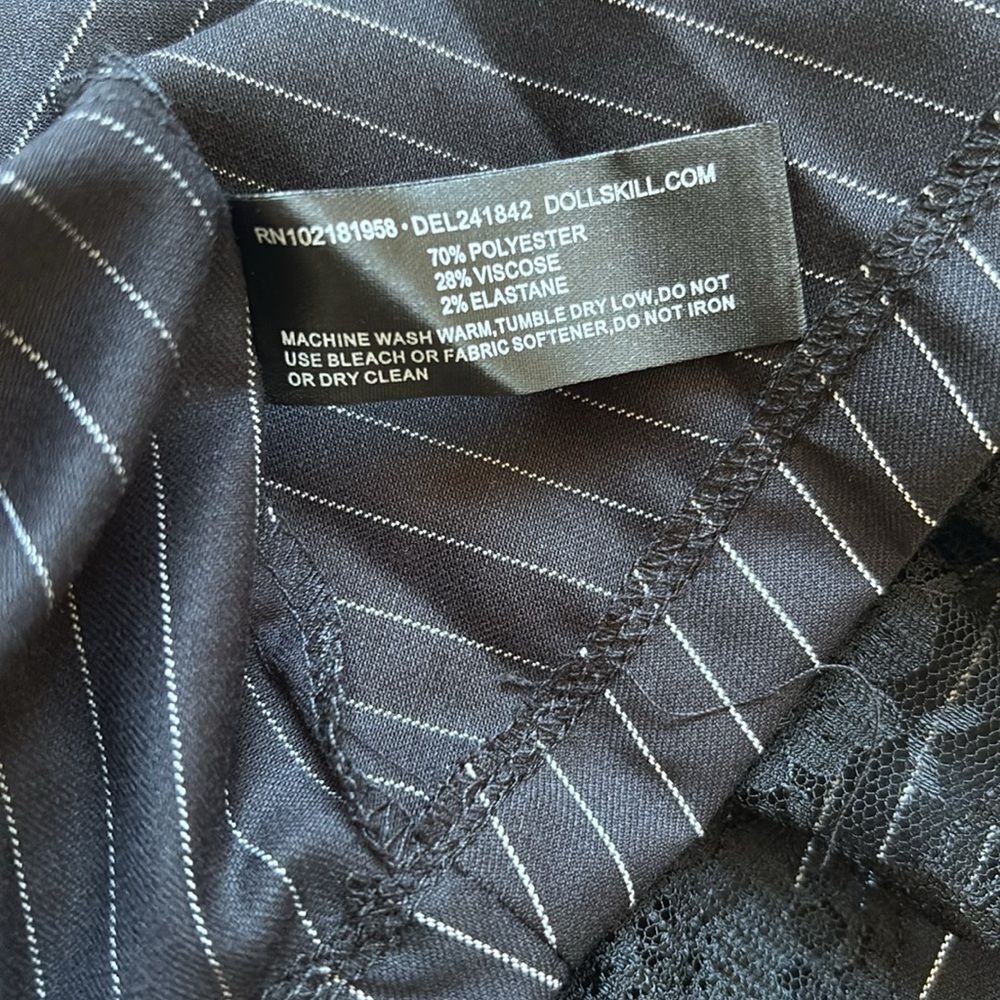 RN102181958 • DEL241842 DOLLSKILL.COM
70% POLYESTER
28% VISCOSE
2% ELASTANE
MACHINE WASH WARM,TUMBLE DRY LOW,DO NOT
USE BLEACH OR FABRIC SOFTENER,DO NOT IRON
OR DRY CLEAN